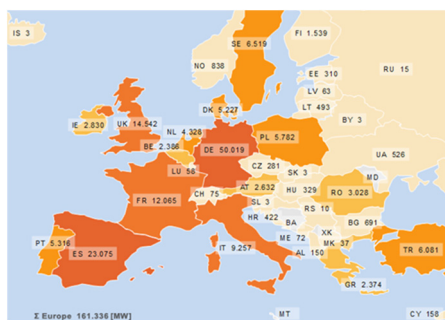 IS 3
FI 1.539
SE 6.519
NO 838
RU 15
EE 310
LV 63
DK 5.227
LT 493
IE 2.830
UK 14.542
NL 4.328
BY 3
BE 2.386
DE 50.019
PL 5.782
LU 58
CZ 281
UA 526
SK 3
MD
FR 12.065
CH 75
AT 2.632
HU 329
RO 3.028
SL 3
HR 422
RS 10
BA
BG 691
PT 5.316
ES 23.075
IT 9.257
ME 72
XK
MK 37
AL 150
TR 6.081
GR 2.374
Σ Europe 161.336 [MW]
MT
CY 158